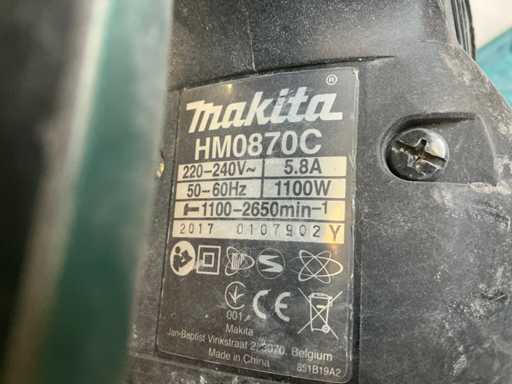 makita®
HM0870C
220-240V~ 5.8A
50-60Hz 1100W
1100-2650min-1
2017 0107902 Y
001
Makita
Jan-Baptist Vinkstraat 2, 3070, Belgium
Made in China
851B19A2